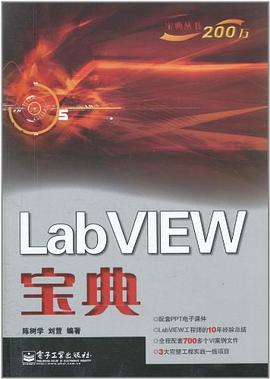 宝典丛书
200万
5
LabVIEW
宝典
陈树学 刘萱 编著
配套PPT电子课件
LabVIEW工程师的10年经验总结
全程配套700多个VI案例文件
3大完整工程实践一线项目
电子工业出版社